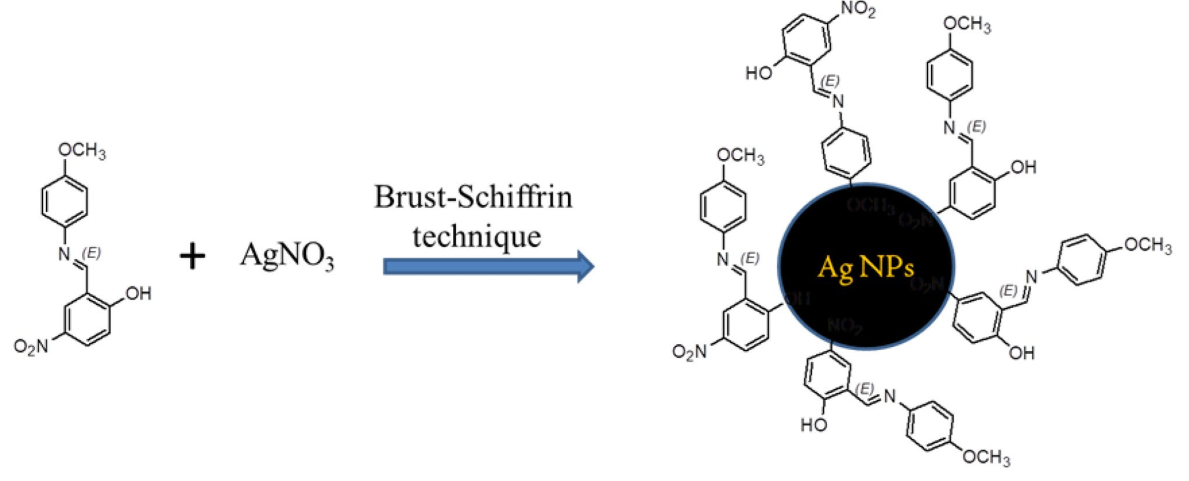 OCH₃
N
(E)
OH
O₂N
+
AgNO₃
Brust-Schiffrin
technique
NO₂
HO
(E)
N
OCH₃
OCH₃
N
(E)
OH
O₂N
OCH₃
N
(E)
OH
O₂N
Ag NPs
O₂N
(E)
N
OCH₃
OH
NO₂
(E)
N
HO
OCH₃